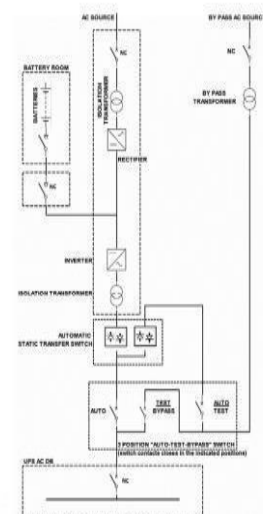 AC SOURCE
BY PASS AC SOURC
NC
NC
BATTERY ROOM
BATTERIES
ISOLATION
TRANSFORMER
BY PASS
TRANSFORMER
RECTIFIER
NC
INVERTER
ISOLATION TRANSFORMER
AUTOMATIC
STATIC TRANSFER SWITCH
AUTO
TEST
BYPASS
AUTO
TEST
3 POSITION "AUTO-TEST-BYPASS" SWITCH
(switch contacts closes in the indicated positions)
UPS AC DB
NC